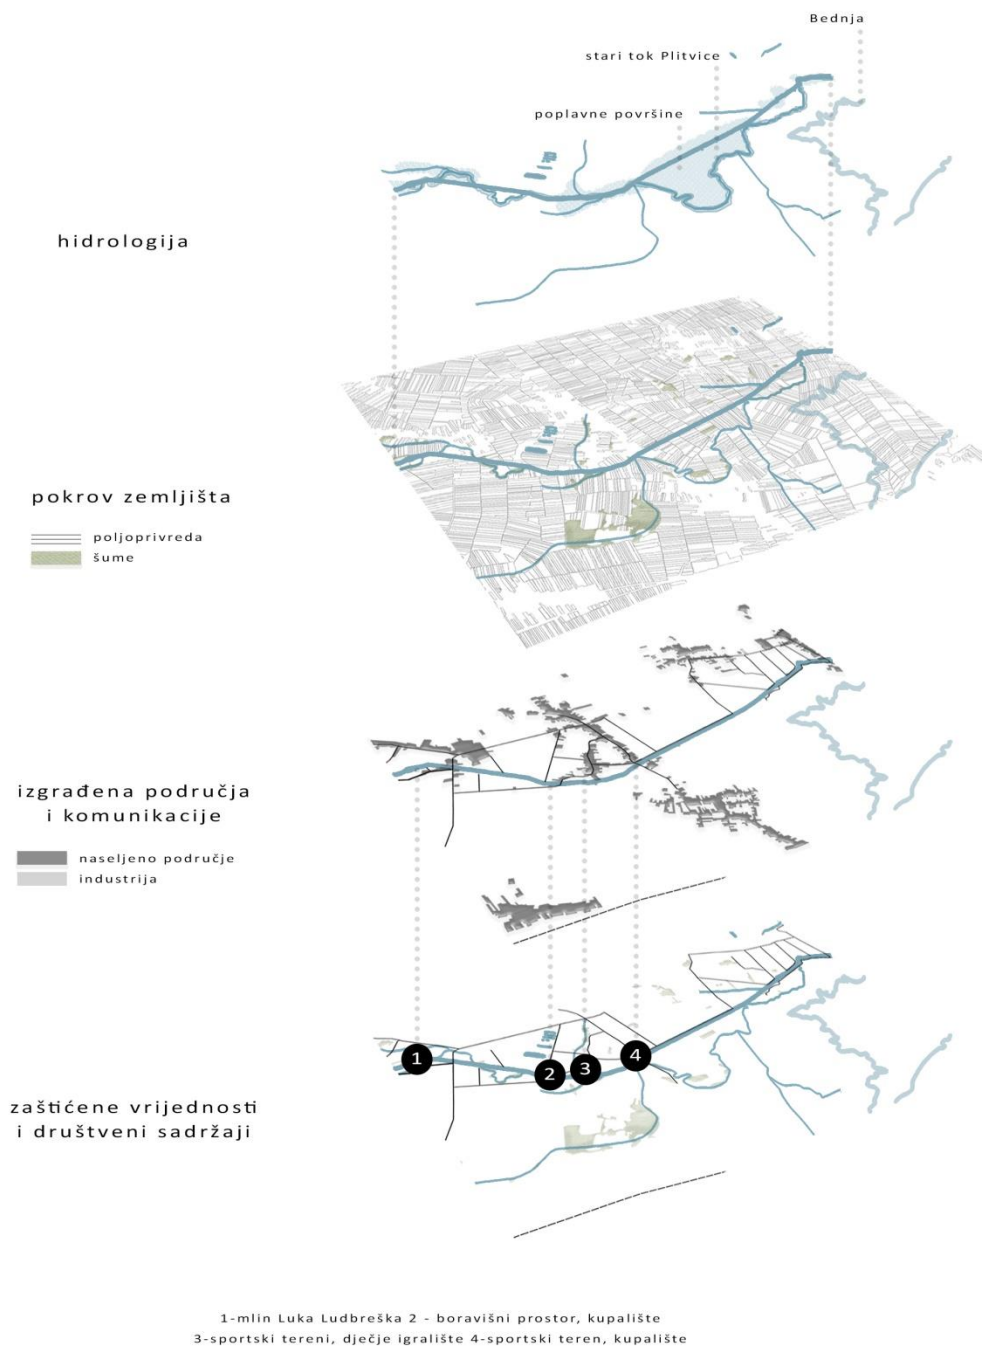 Bednja
stari tok Plitvice
poplavne površine
hidrologija
pokrov zemljišta
poljoprivreda
šume
izgrađena područja
i komunikacije
naseljeno područje
industrija
1
2
3
4
zaštićene vrijednosti
i društveni sadržaji
1-mlin Luka Ludbreška 2 - boravišni prostor, kupalište
3-sportski tereni, dječje igralište 4-sportski teren, kupalište